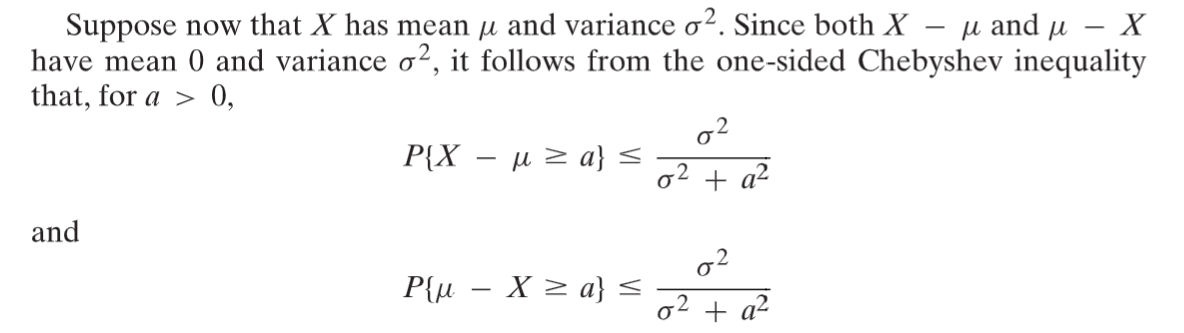 Suppose now that X has mean μ and variance σ². Since both X − μ and μ − X
have mean 0 and variance σ², it follows from the one-sided Chebyshev inequality
that, for a > 0,
P{X − μ ≥ a} ≤ σ² / (σ² + a²)
and
P{μ − X ≥ a} ≤ σ² / (σ² + a²)